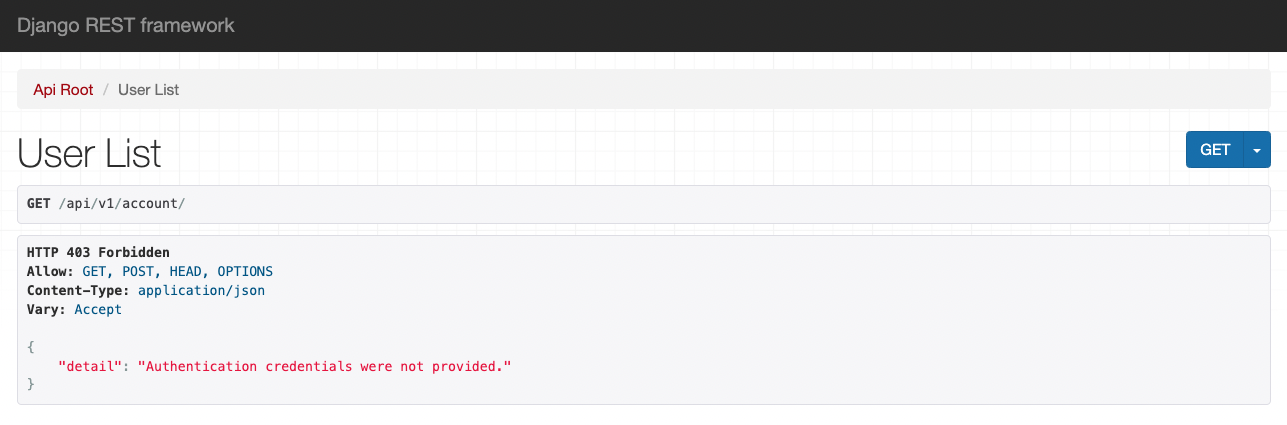 Django REST framework
Api Root / User List
User List
GET
GET /api/v1/account/
HTTP 403 Forbidden
Allow: GET, POST, HEAD, OPTIONS
Content-Type: application/json
Vary: Accept
{
    "detail": "Authentication credentials were not provided."
}